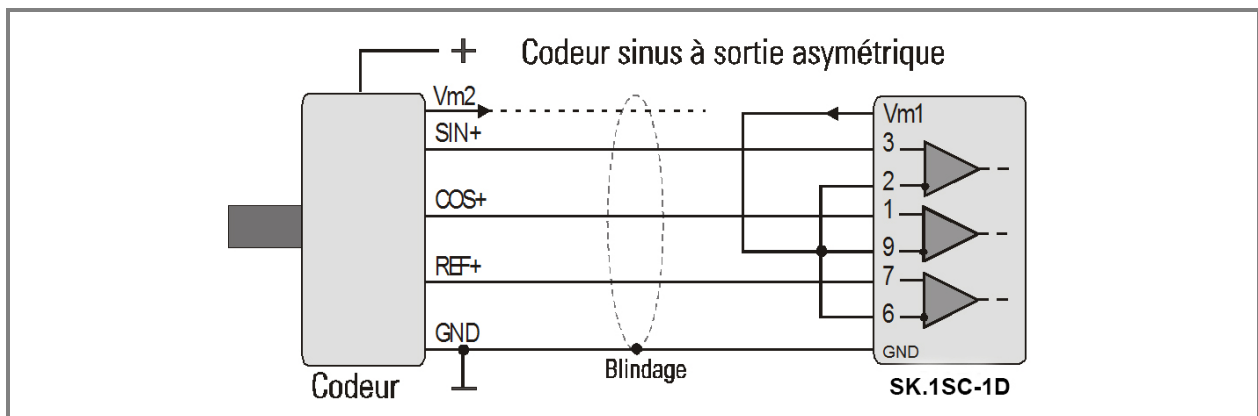 + Codeur sinus à sortie asymétrique
Vm2
SIN+
COS+
REF+
GND
Codeur
Blindage
Vm1
3
2
1
9
7
6
GND
SK.1SC-1D